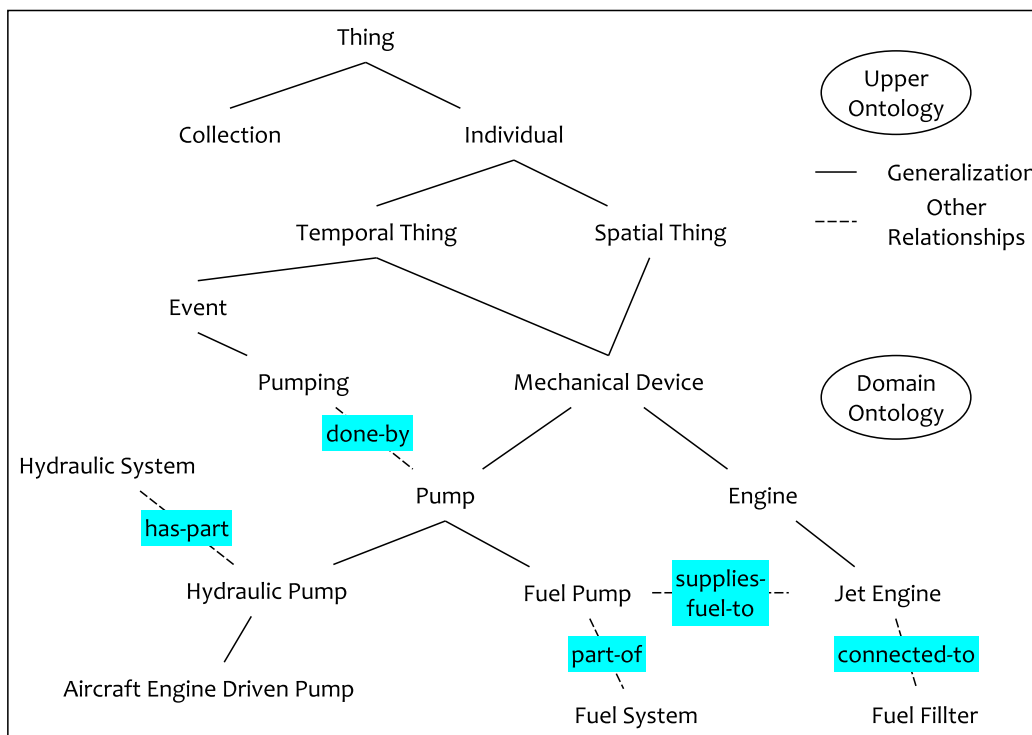 Thing
Upper
Ontology
Collection
Individual
Generalization
Other
Relationships
Temporal Thing
Spatial Thing
Event
Pumping
Mechanical Device
Domain
Ontology
done-by
Hydraulic System
Pump
Engine
has-part
Hydraulic Pump
Fuel Pump
supplies-
fuel-to
Jet Engine
part-of
connected-to
Aircraft Engine Driven Pump
Fuel System
Fuel Fillter